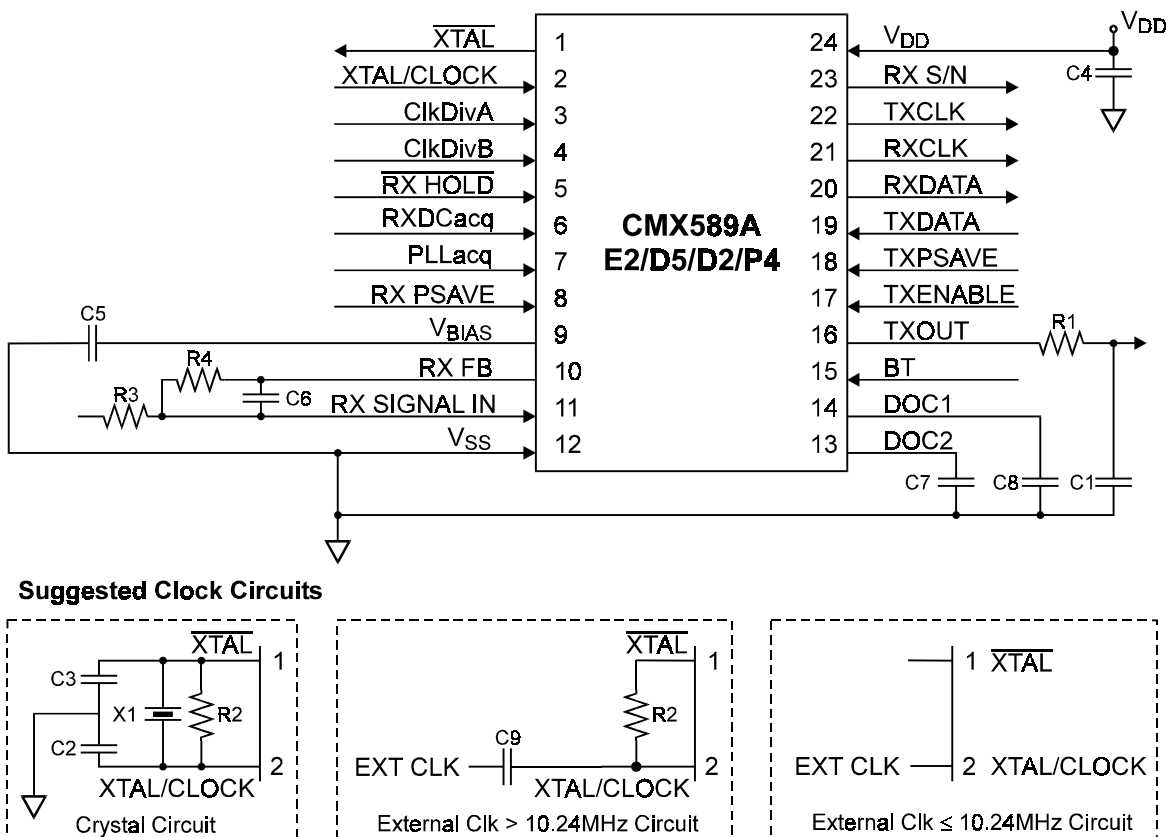 V_DD
XTAL 1 24 V_DD
XTAL/CLOCK 2 23 RX S/N
C4
ClkDivA 3 22 TXCLK
ClkDivB 4 21 RXCLK
RX HOLD 5 20 RXDATA
RXDCacq 6 19 TXDATA
PLLacq 7 18 TXPSAVE
RX PSAVE 8 17 TXENABLE
CMX589A
E2/D5/D2/P4
C5
V_BIAS 9 16 TXOUT R1
R4
RX FB 10 15 BT
R3
C6
RX SIGNAL IN 11 14 DOC1
V_SS 12 13 DOC2
C7 C8 C1
Suggested Clock Circuits
XTAL 1
C3
X1 R2
C2
2
XTAL/CLOCK
Crystal Circuit
XTAL
1
R2
C9
EXT CLK 2
XTAL/CLOCK
External Clk > 10.24MHz Circuit
1 XTAL
EXT CLK 2 XTAL/CLOCK
External Clk ≤ 10.24MHz Circuit